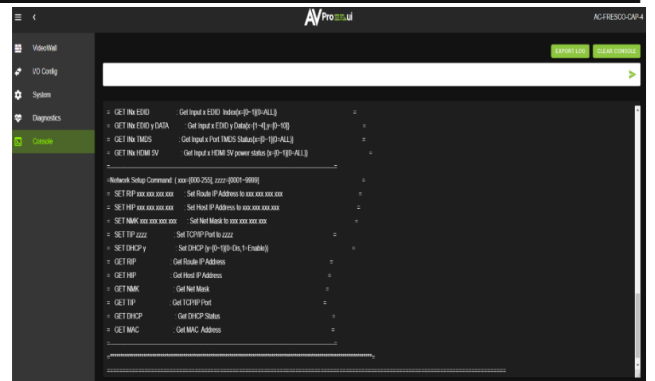 AVPro edge.ui
AC-FRESCO-CAP-4
VideoWall
I/O Config
System
Diagnostics
Console
EXPORT LOG
CLEAR CONSOLE
= GET INx EDID : Get Input x EDID Index{x=[0~1](0=ALL)} =
= GET INx EDID y DATA : Get Input x EDID y Data{x=[1~4],y=[0~10]} =
= GET INx TMDS : Get Input x Port TMDS Status{x=[0~1](0=ALL)} =
= GET INx HDMI 5V : Get Input x HDMI 5V power status {x=[0~1](0=ALL)} =
=Network Setup Command ( xxx=[000-255], zzzz=[0001~9999] =
= SET RIP xxx.xxx.xxx.xxx : Set Route IP Address to xxx.xxx.xxx.xxx =
= SET HIP xxx.xxx.xxx.xxx : Set Host IP Address to xxx.xxx.xxx.xxx =
= SET NMK xxx.xxx.xxx.xxx : Set Net Mask to xxx.xxx.xxx.xxx =
= SET TIP zzzz : Set TCP/IP Port to zzzz =
= SET DHCP y : Set DHCP {y=[0~1](0=Dis,1=Enable)} =
= GET RIP : Get Route IP Address =
= GET HIP : Get Host IP Address =
= GET NMK : Get Net Mask =
= GET TIP : Get TCP/IP Port =
= GET DHCP : Get DHCP Status =
= GET MAC : Get MAC Address =